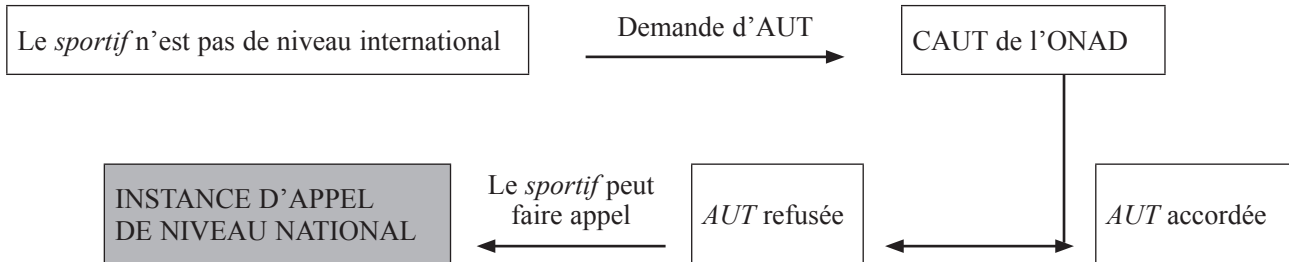 Le sportif n’est pas de niveau international
Demande d’AUT
CAUT de l’ONAD
INSTANCE D’APPEL
DE NIVEAU NATIONAL
Le sportif peut
faire appel
AUT refusée
AUT accordée